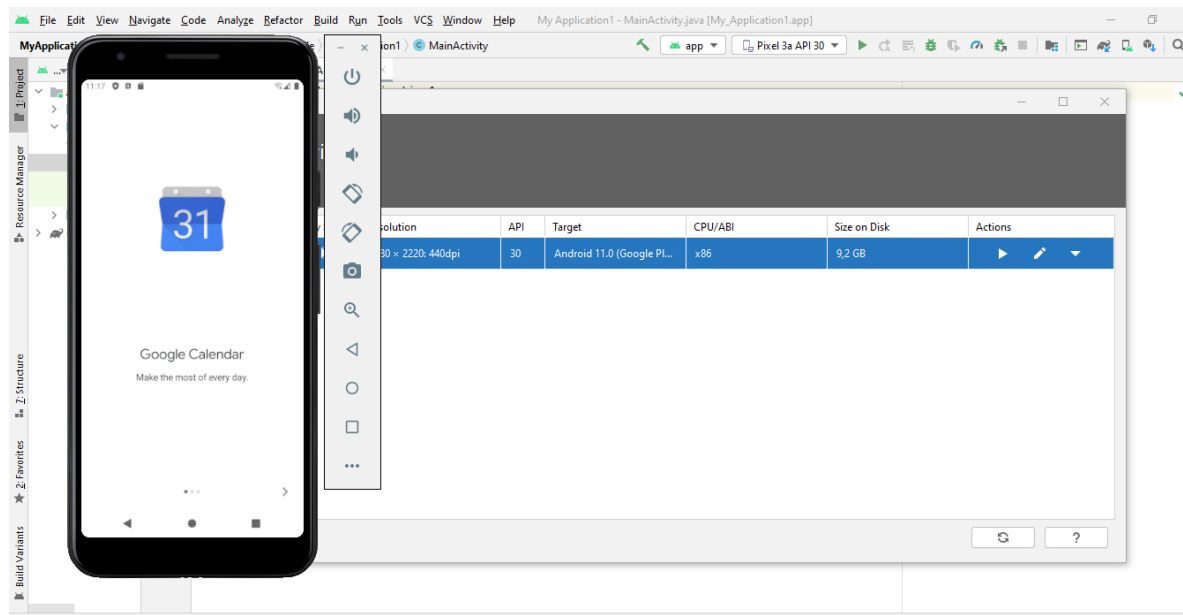 File Edit View Navigate Code Analyze Refactor Build Run Tools VCS Window Help My Application1 - MainActivity.java [My_Application1.app]
MyApplicati ion1 MainActivity app Pixel 3a API 30
1: Project
Resource Manager
7: Structure
2: Favorites
Build Variants
11:17
31
Google Calendar
Make the most of every day.
solution API Target CPU/ABI Size on Disk Actions
80 × 2220: 440dpi 30 Android 11.0 (Google Pl... x86 9,2 GB
?